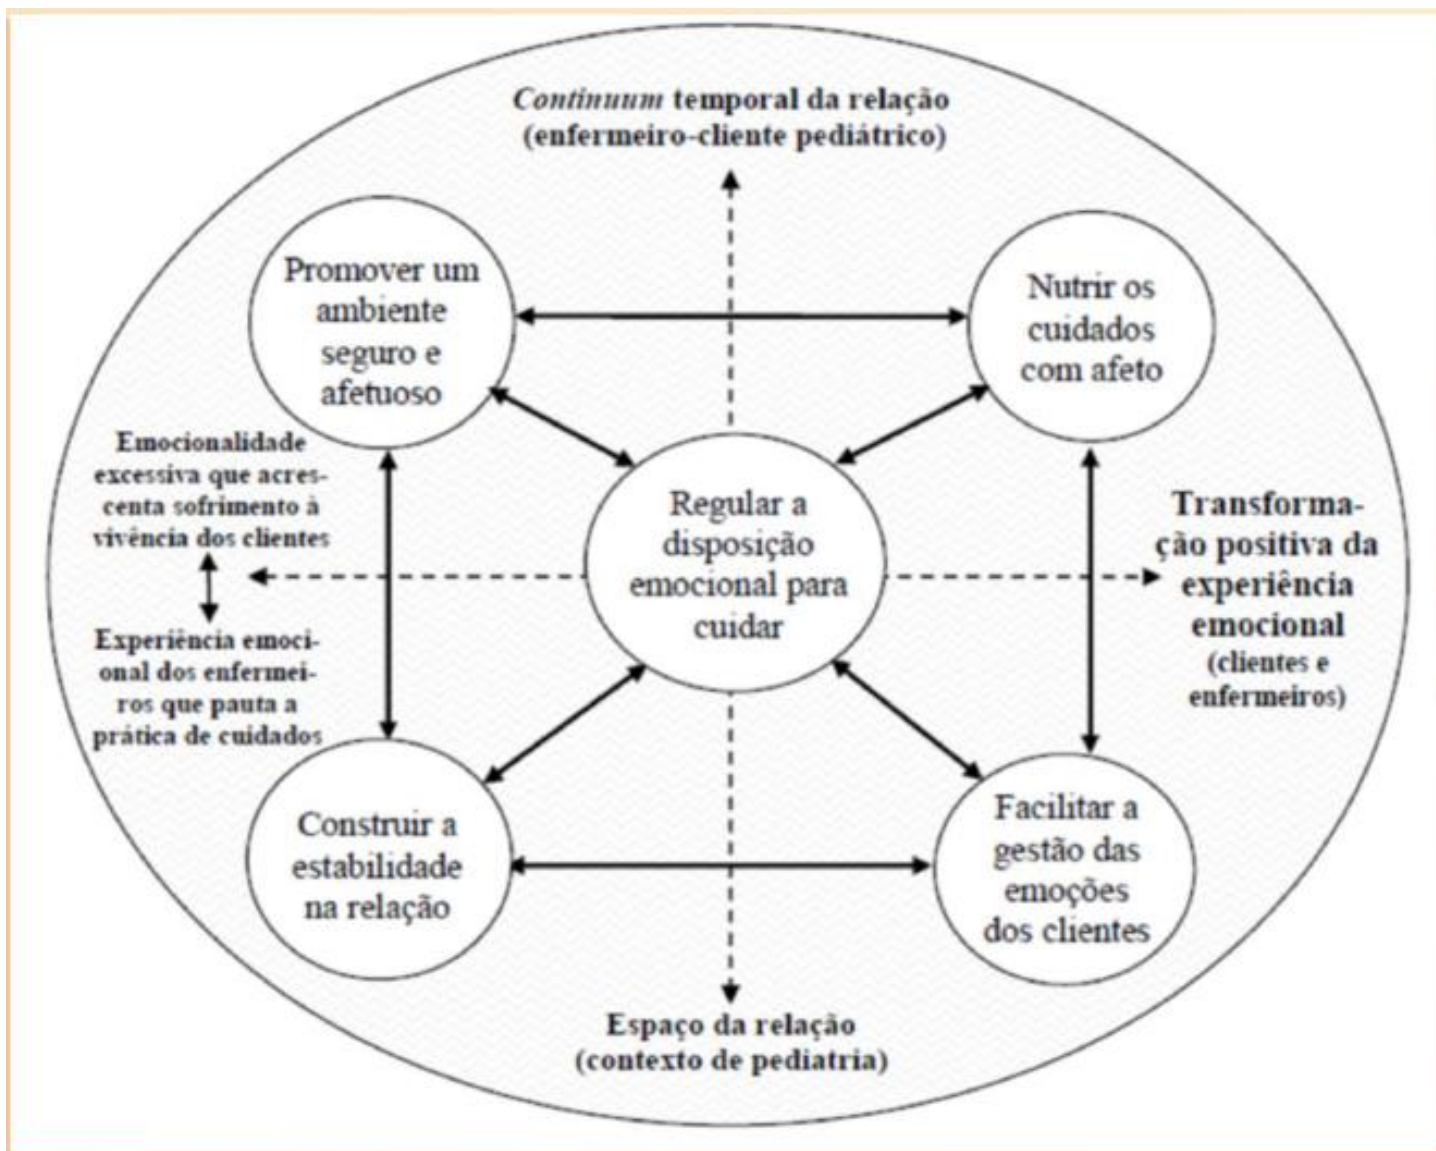 Continuum temporal da relação
(enfermeiro-cliente pediátrico)
Promover um
ambiente
seguro e
afetuoso
Nutrir os
cuidados
com afeto
Emocionalidade
excessiva que acres-
centa sofrimento à
vivência dos clientes
Regular a
disposição
emocional para
cuidar
Transforma-
ção positiva da
experiência
emocional
(clientes e
enfermeiros)
Experiência emoci-
onal dos enfermei-
ros que pauta a
prática de cuidados
Construir a
estabilidade
na relação
Facilitar a
gestão das
emoções
dos clientes
Espaço da relação
(contexto de pediatria)